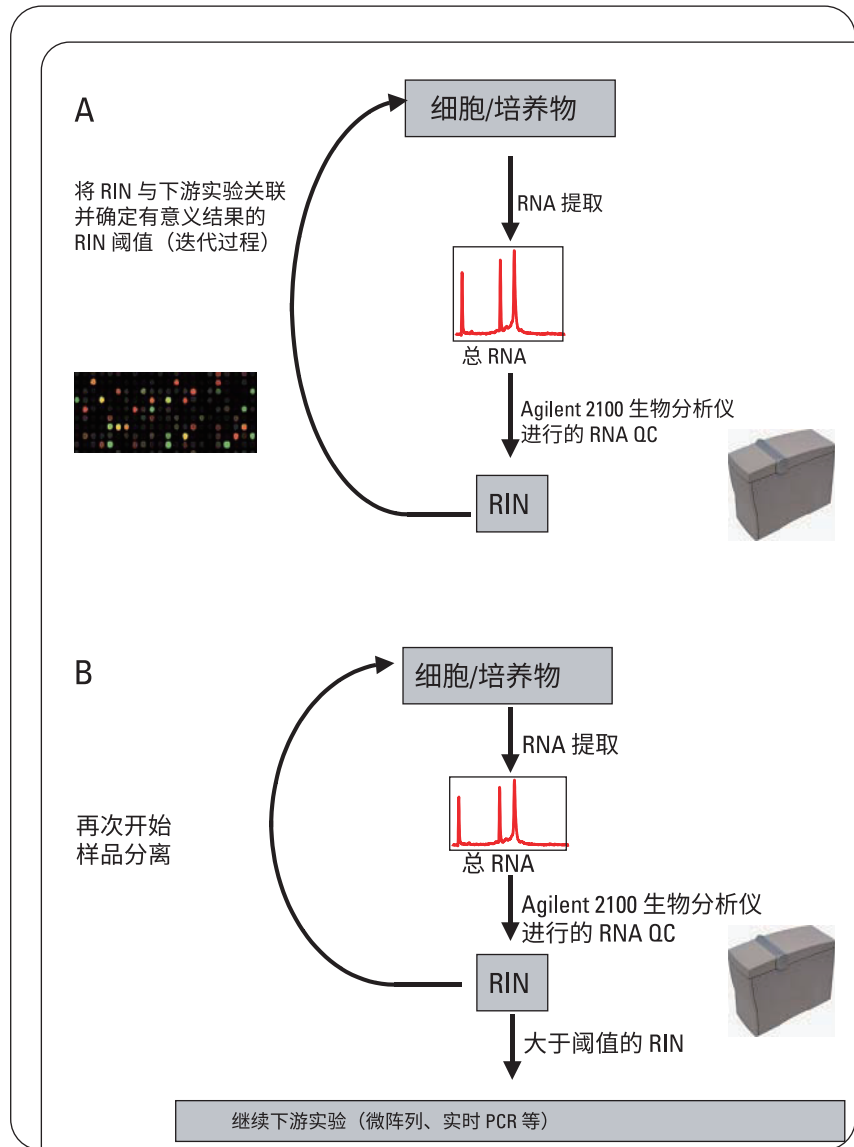 A
细胞/培养物
将 RIN 与下游实验关联
并确定有意义结果的
RIN 阈值（迭代过程）
RNA 提取
总 RNA
Agilent 2100 生物分析仪
进行的 RNA QC
RIN
B
细胞/培养物
RNA 提取
再次开始
样品分离
总 RNA
Agilent 2100 生物分析仪
进行的 RNA QC
RIN
大于阈值的 RIN
继续下游实验（微阵列、实时 PCR 等）